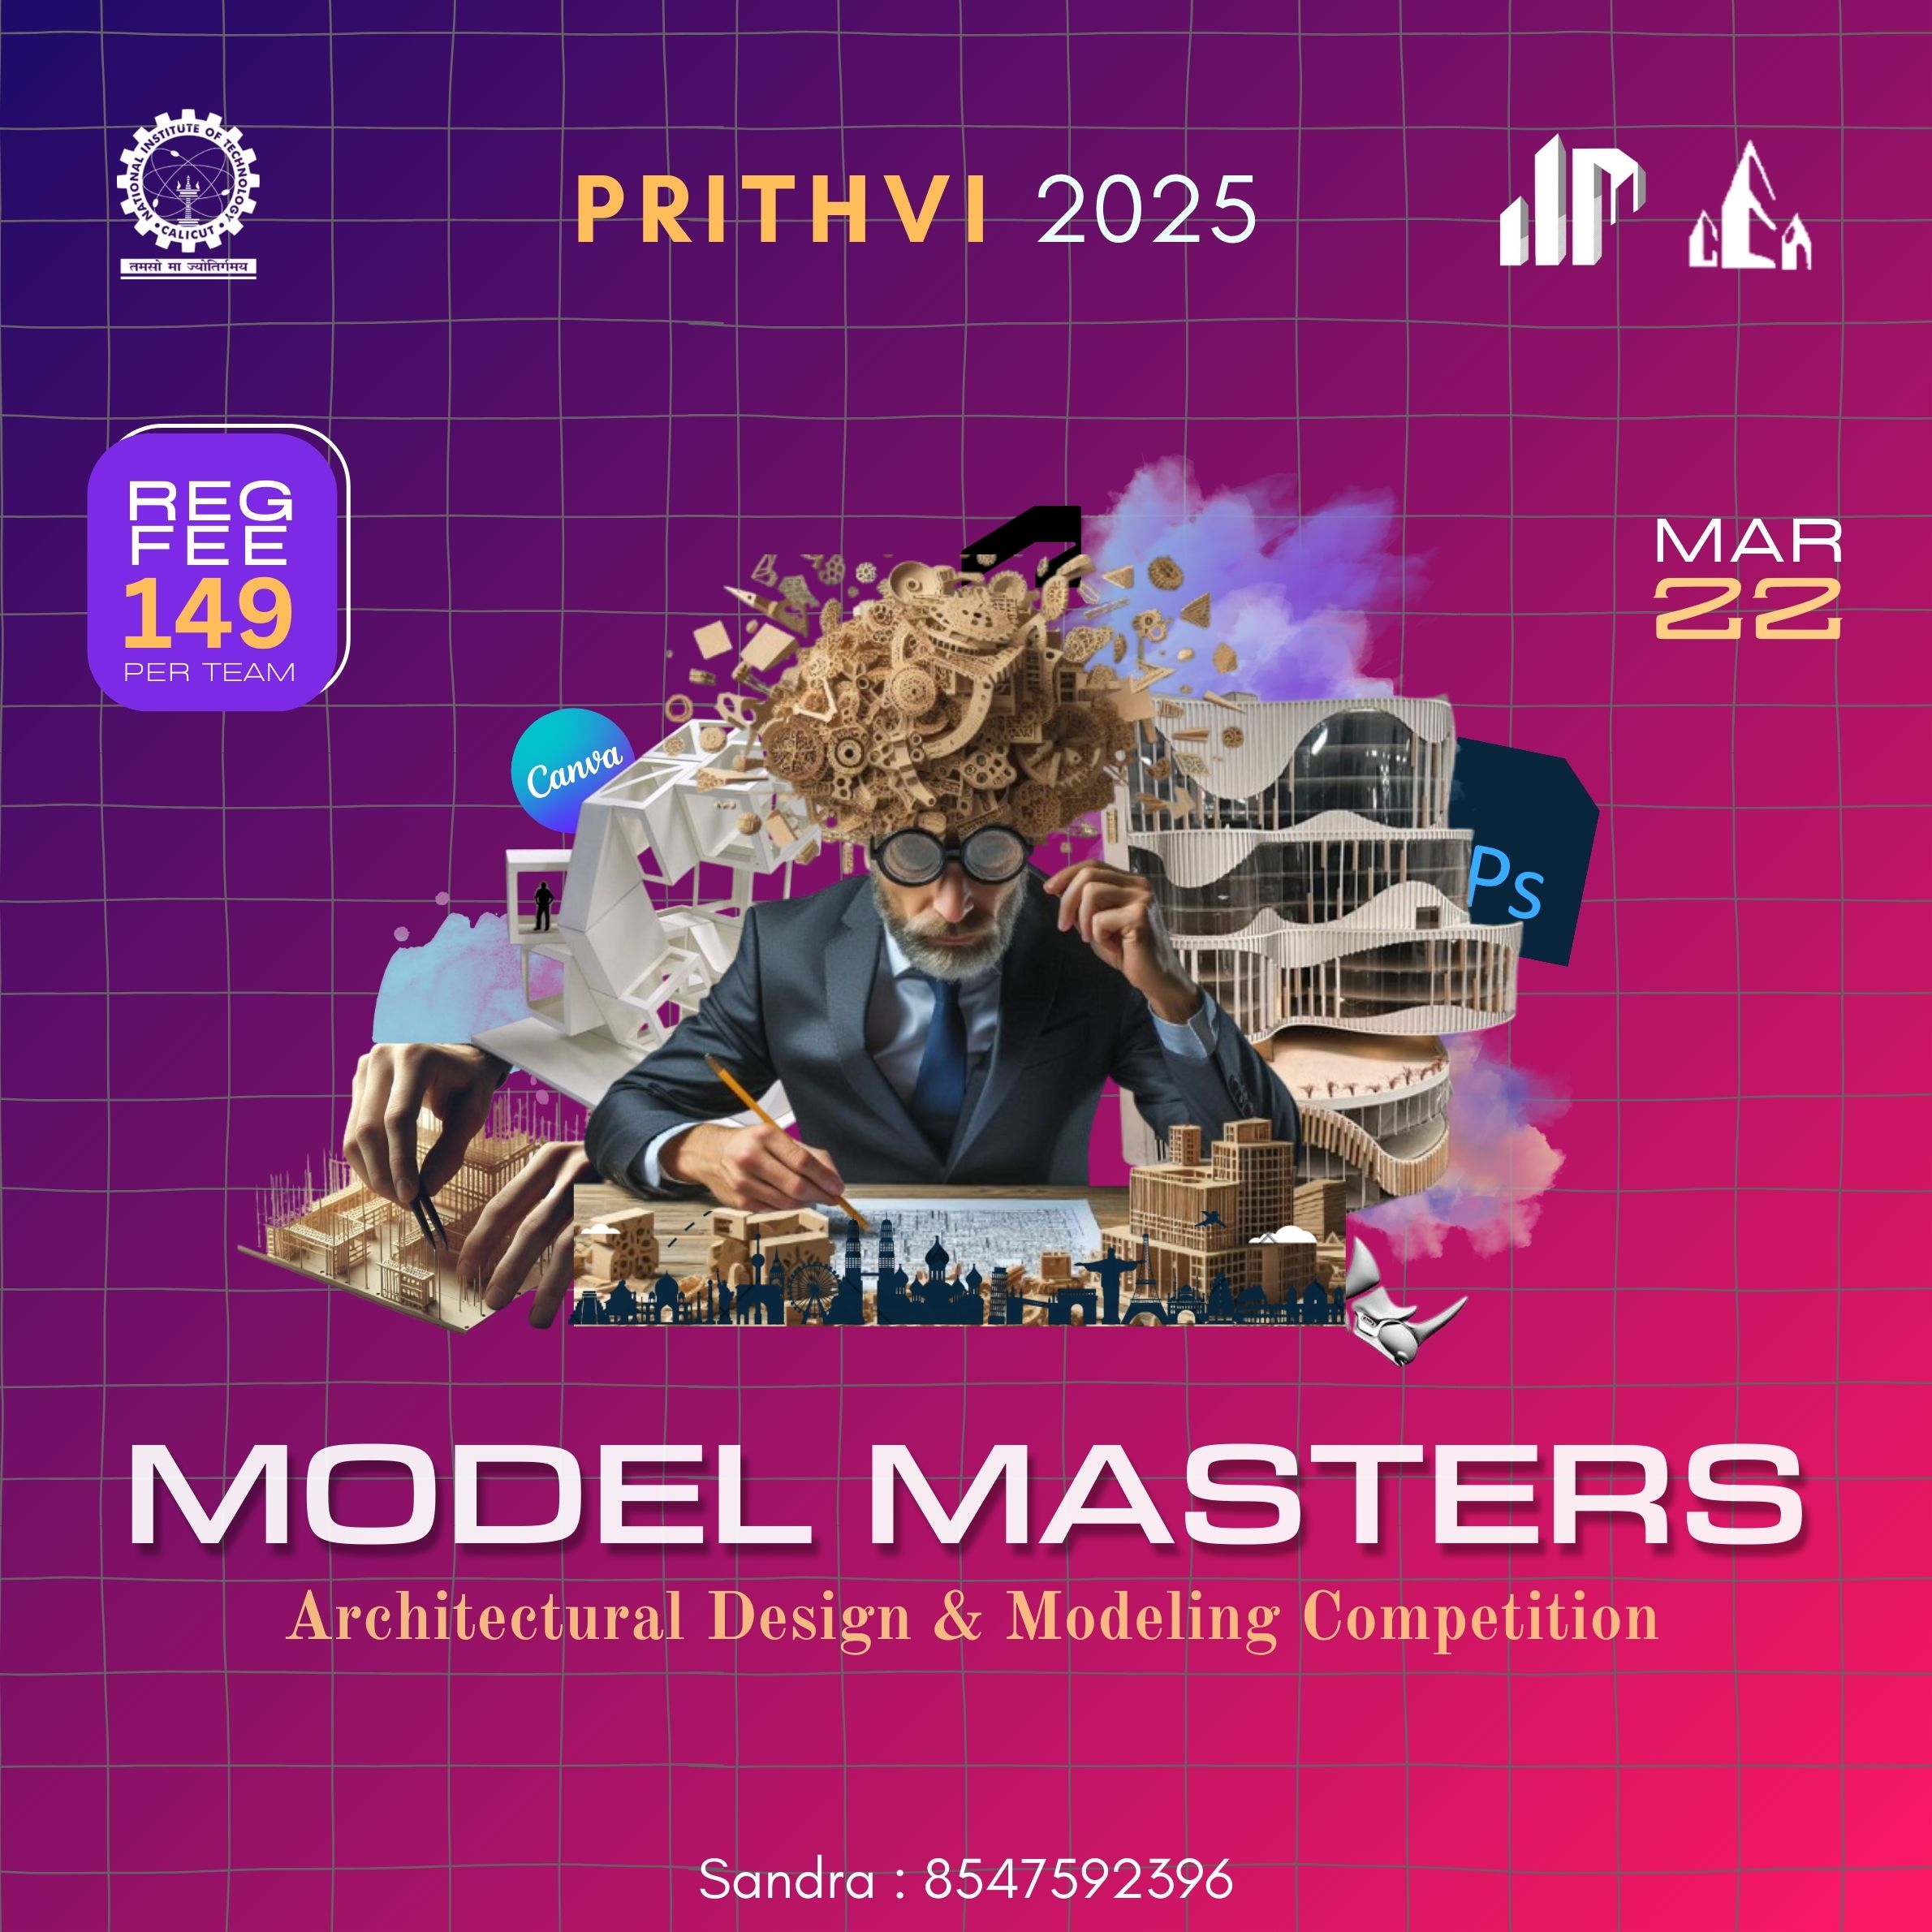 NATIONAL INSTITUTE OF TECHNOLOGY
• CALICUT •
तमसो मा ज्योतिर्गमय
PRITHVI 2025
CEA
REG
FEE
149
PER TEAM
MAR
22
Canva
Ps
MODEL MASTERS
Architectural Design & Modeling Competition
Sandra : 8547592396